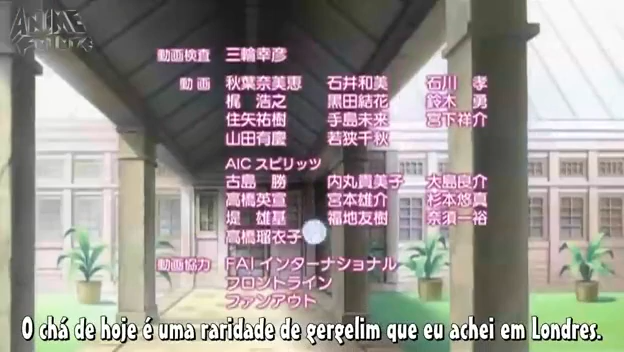 ANIME
動画検査 三輪幸彦
動画 秋葉奈美恵 石井和美 石川 孝
梶 浩之 黒田結花 鈴木 勇
住矢祐樹 手島未来 宮下祥介
山田有慶 若狭千秋
AIC スピリッツ
古島 勝 内丸貴美子 大島良介
高橋英宣 宮本雄介 杉本悠真
堤 雄基 福地友樹 奈須一裕
高橋瑠衣子
動画協力 FAI インターナショナル
フロントライン
ファンアウト
O chá de hoje é uma raridade de gergelim que eu achei em Londres.